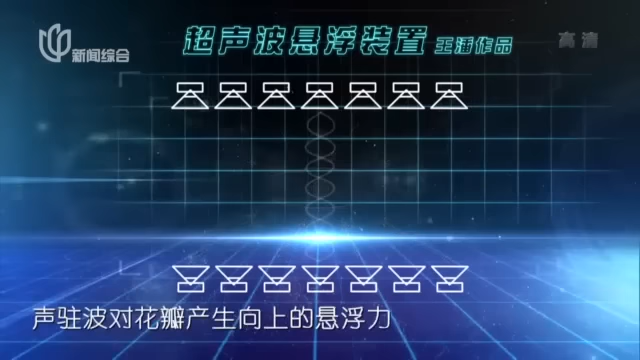 超声波悬浮装置 王潘作品
高清
新闻综合
声驻波对花瓣产生向上的悬浮力